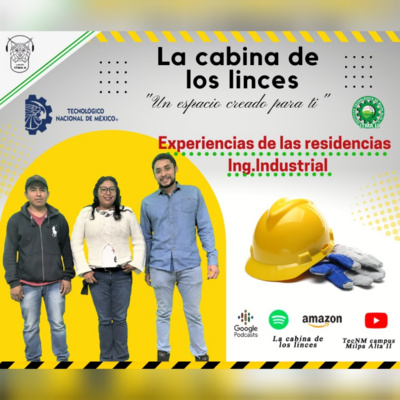 La cabina de
los linces
"Un espacio creado para ti "
TECNOLÓGICO
NACIONAL DE MÉXICO
Experiencias de las residencias
Ing.Industrial
Google
Podcasts
amazon
La cabina de
los linces
TecNM campus
Milpa Alta II